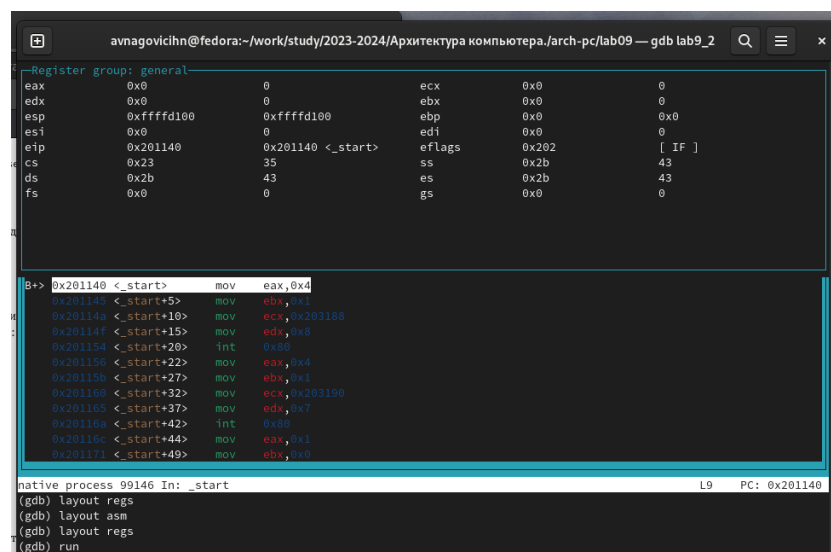 avnagovicihn@fedora:~/work/study/2023-2024/Архитектура компьютера./arch-pc/lab09 — gdb lab9_2
Register group: general
eax 0x0 0 ecx 0x0 0
edx 0x0 0 ebx 0x0 0
esp 0xffffd100 0xffffd100 ebp 0x0 0x0
esi 0x0 0 edi 0x0 0
eip 0x201140 0x201140 <_start> eflags 0x202 [ IF ]
cs 0x23 35 ss 0x2b 43
ds 0x2b 43 es 0x2b 43
fs 0x0 0 gs 0x0 0
B+> 0x201140 <_start> mov eax,0x4
0x201145 <_start+5> mov ebx,0x1
0x20114a <_start+10> mov ecx,0x203188
0x20114f <_start+15> mov edx,0x8
0x201154 <_start+20> int 0x80
0x201156 <_start+22> mov eax,0x4
0x20115b <_start+27> mov ebx,0x1
0x201160 <_start+32> mov ecx,0x203190
0x201165 <_start+37> mov edx,0x7
0x20116a <_start+42> int 0x80
0x20116c <_start+44> mov eax,0x1
0x201171 <_start+49> mov ebx,0x0
native process 99146 In: _start L9 PC: 0x201140
(gdb) layout regs
(gdb) layout asm
(gdb) layout regs
(gdb) run